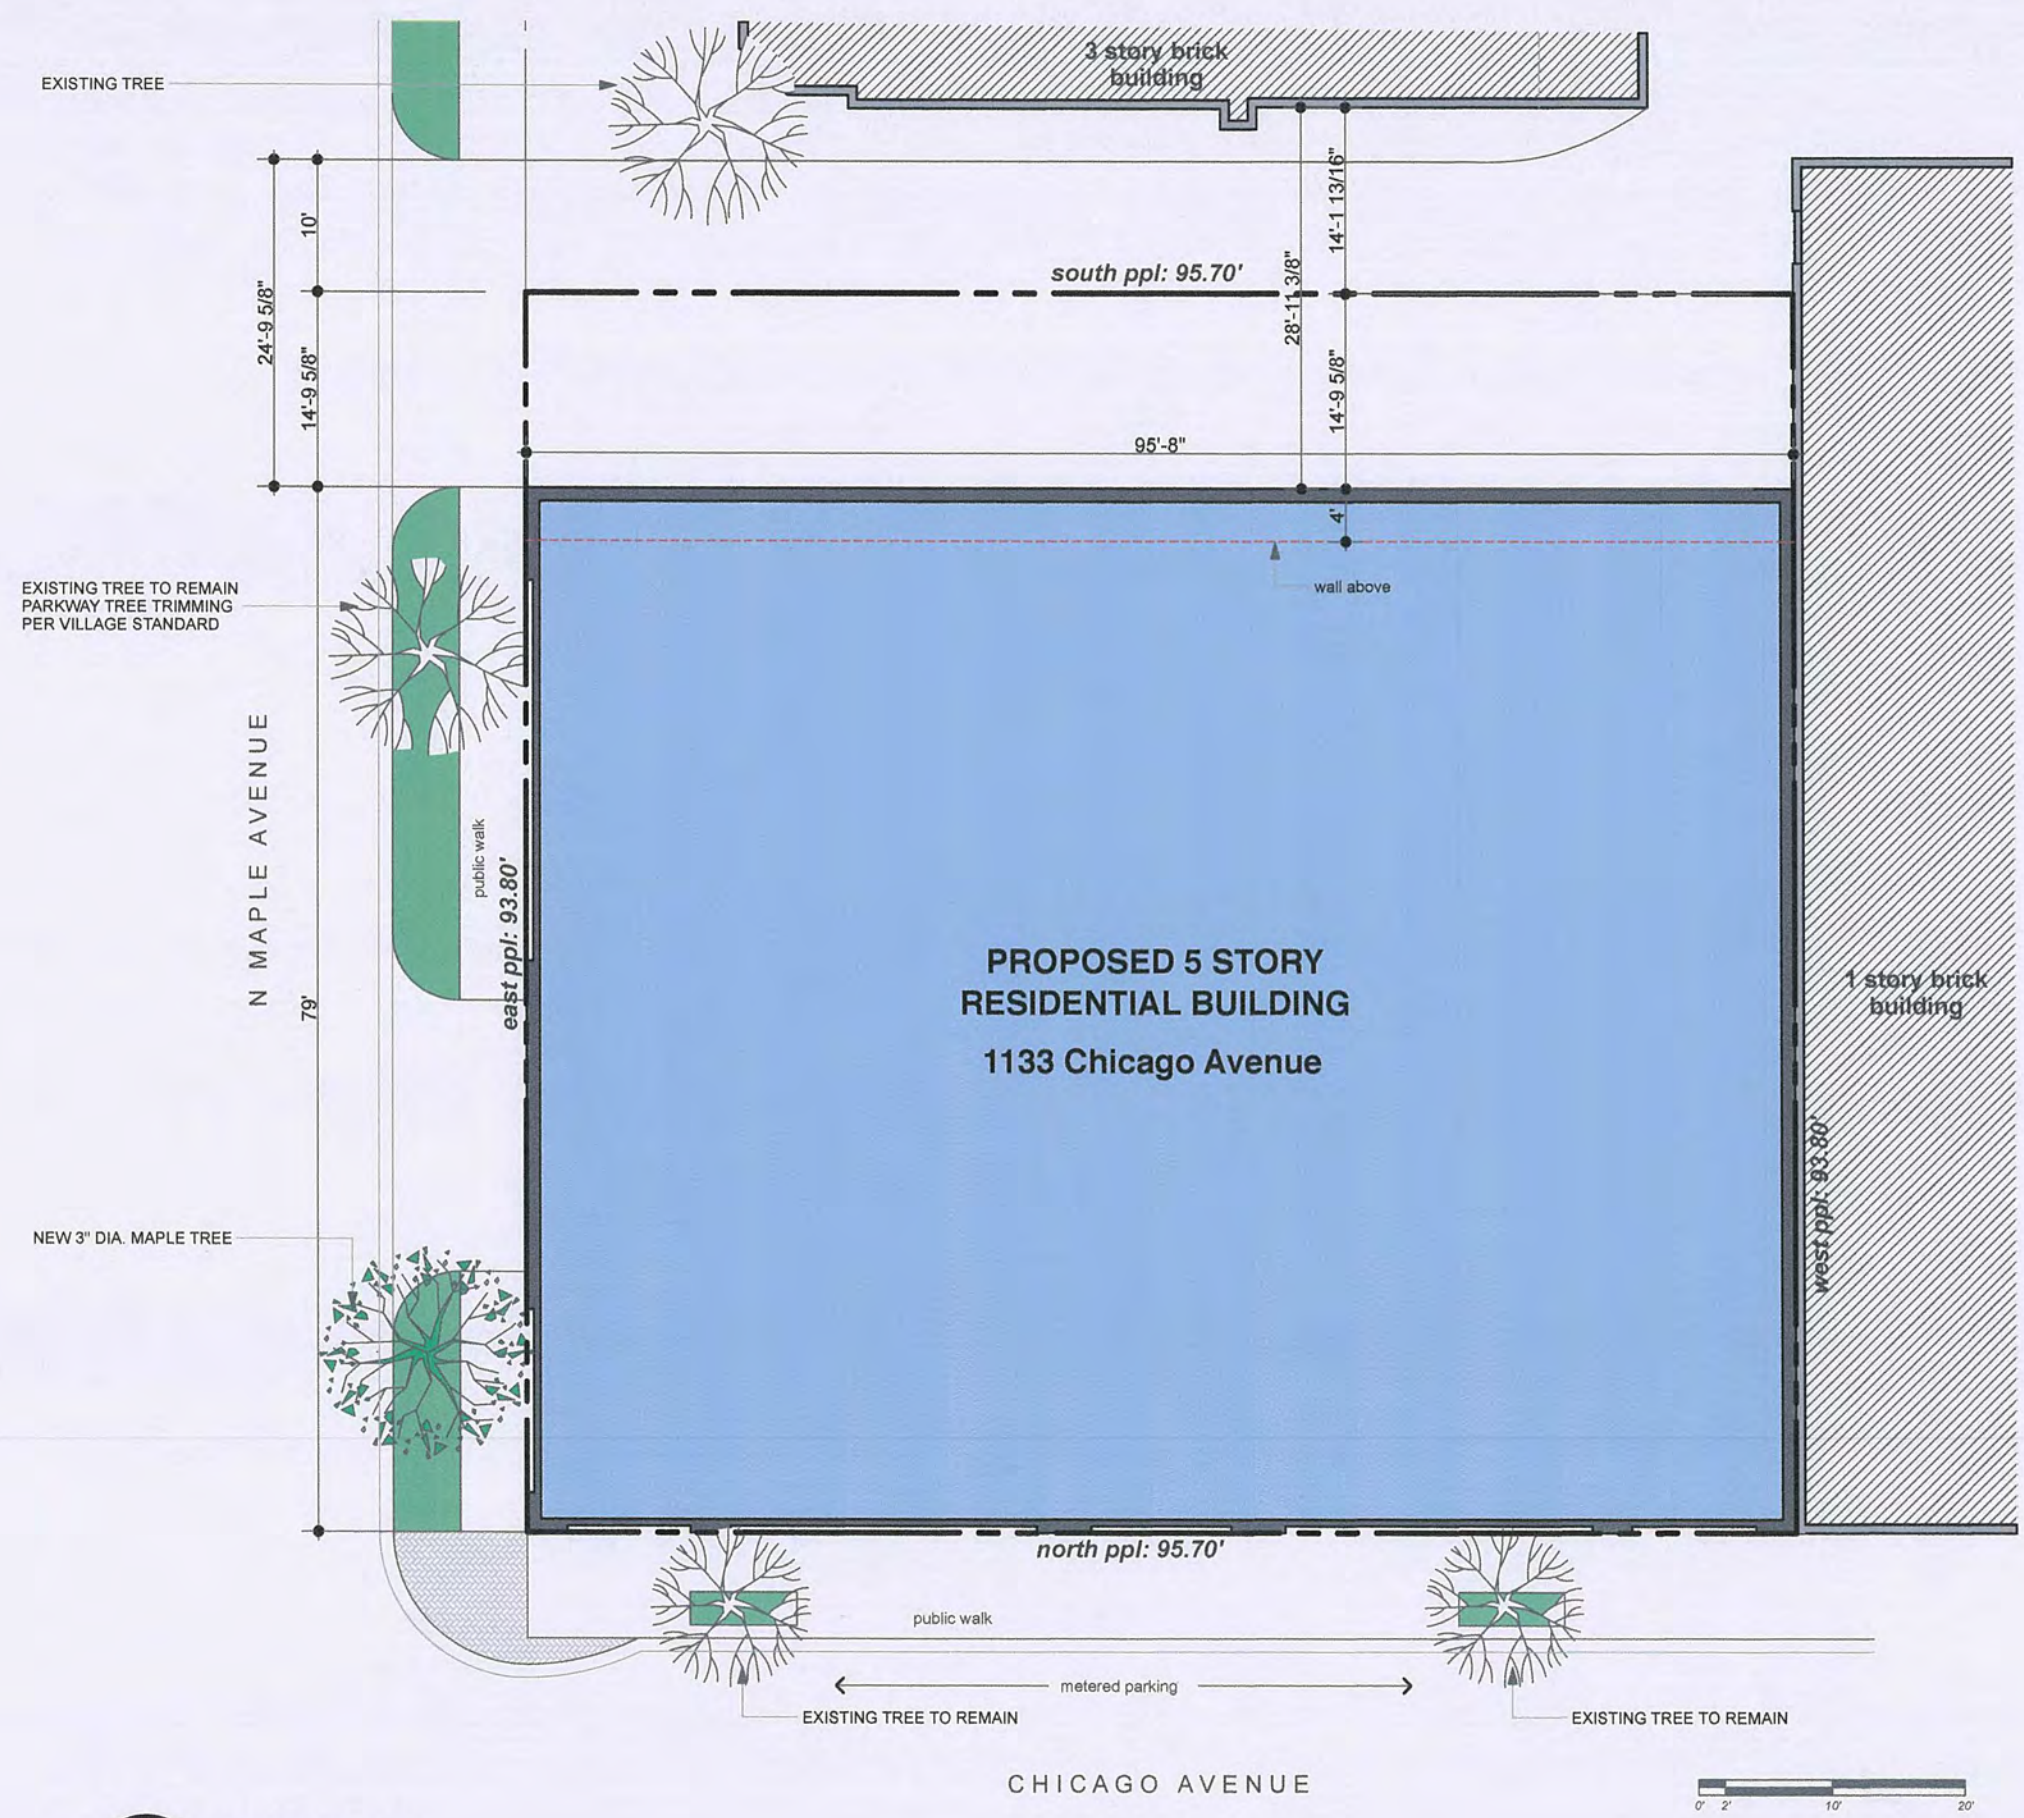 3 story brick
building
EXISTING TREE
10'
14'-1 13/16"
south ppl: 95.70'
24'-9 5/8"
28'-11 3/8"
14'-9 5/8"
14'-9 5/8"
95'-8"
4'
wall above
EXISTING TREE TO REMAIN
PARKWAY TREE TRIMMING
PER VILLAGE STANDARD
N MAPLE AVENUE
public walk
east ppl: 93.80'
79'
PROPOSED 5 STORY
RESIDENTIAL BUILDING
1133 Chicago Avenue
1 story brick
building
west ppl: 93.80'
NEW 3" DIA. MAPLE TREE
north ppl: 95.70'
public walk
metered parking
EXISTING TREE TO REMAIN
EXISTING TREE TO REMAIN
CHICAGO AVENUE
0' 2' 10' 20'